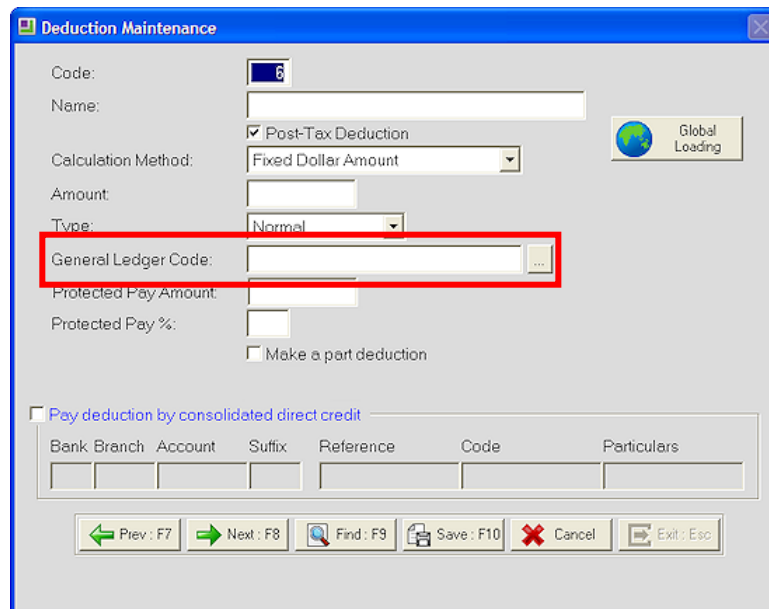 Deduction Maintenance
Code: 6
Name:
Post-Tax Deduction
Global
Loading
Calculation Method: Fixed Dollar Amount
Amount:
Type: Normal
General Ledger Code: ...
Protected Pay Amount:
Protected Pay %:
Make a part deduction
Pay deduction by consolidated direct credit
Bank Branch Account Suffix Reference Code Particulars
Prev : F7 Next : F8 Find : F9 Save : F10 Cancel Exit : Esc